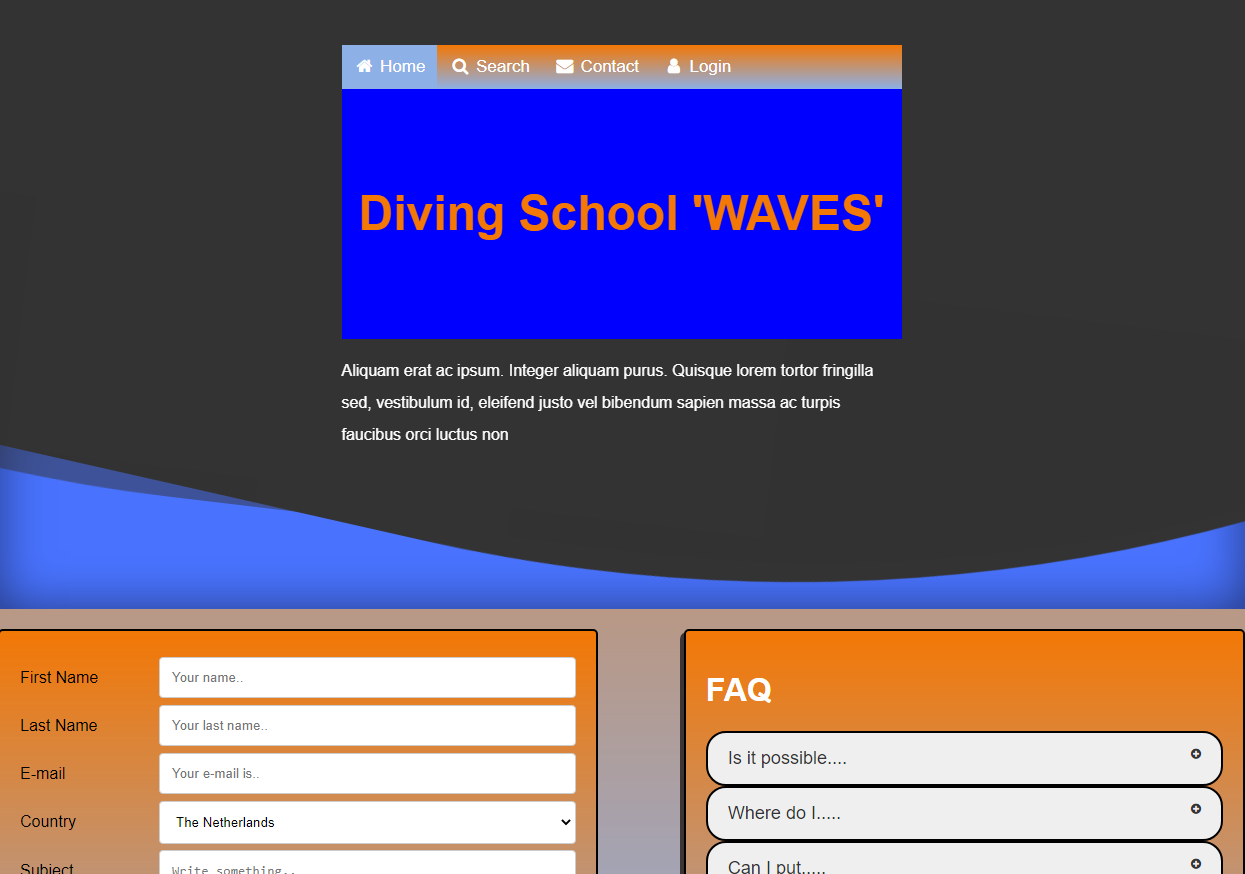 Home Search Contact Login
Diving School 'WAVES'
Aliquam erat ac ipsum. Integer aliquam purus. Quisque lorem tortor fringilla
sed, vestibulum id, eleifend justo vel bibendum sapien massa ac turpis
faucibus orci luctus non
First Name
Your name..
Last Name
Your last name..
E-mail
Your e-mail is..
Country
The Netherlands
Subject
Write something..
FAQ
Is it possible....
Where do I.....
Can I put.....